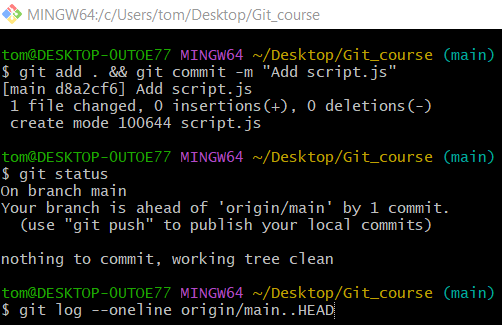 MINGW64:/c/Users/tom/Desktop/Git_course
tom@DESKTOP-OUTOE77 MINGW64 ~/Desktop/Git_course (main)
$ git add . && git commit -m "Add script.js"
[main d8a2cf6] Add script.js
 1 file changed, 0 insertions(+), 0 deletions(-)
 create mode 100644 script.js
tom@DESKTOP-OUTOE77 MINGW64 ~/Desktop/Git_course (main)
$ git status
On branch main
Your branch is ahead of 'origin/main' by 1 commit.
  (use "git push" to publish your local commits)
nothing to commit, working tree clean
tom@DESKTOP-OUTOE77 MINGW64 ~/Desktop/Git_course (main)
$ git log --oneline origin/main..HEAD